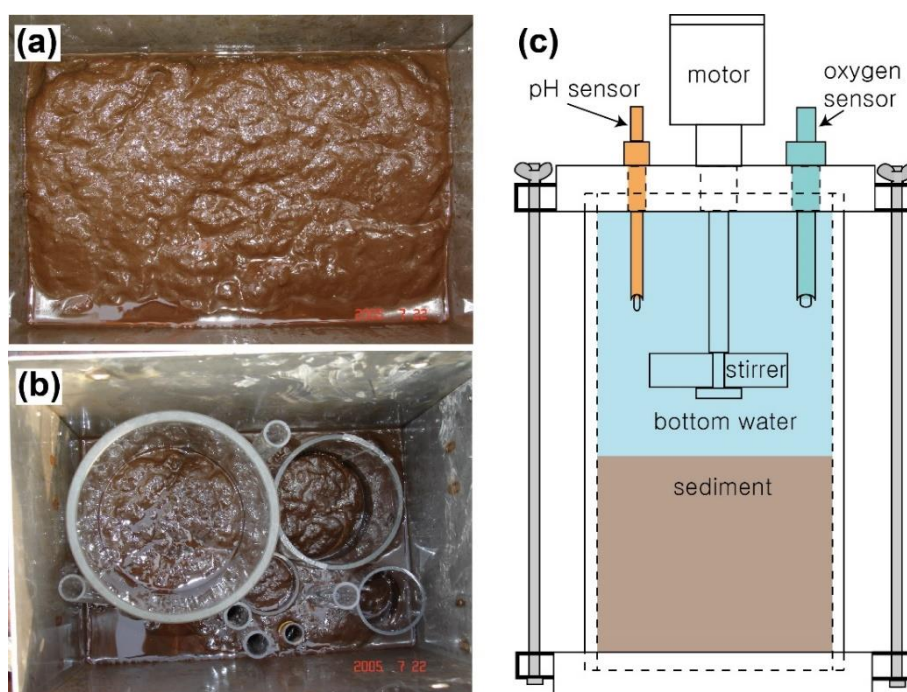 (a)
2005. 7 22
(b)
2005. 7 22
(c)
motor
pH sensor
oxygen
sensor
stirrer
bottom water
sediment